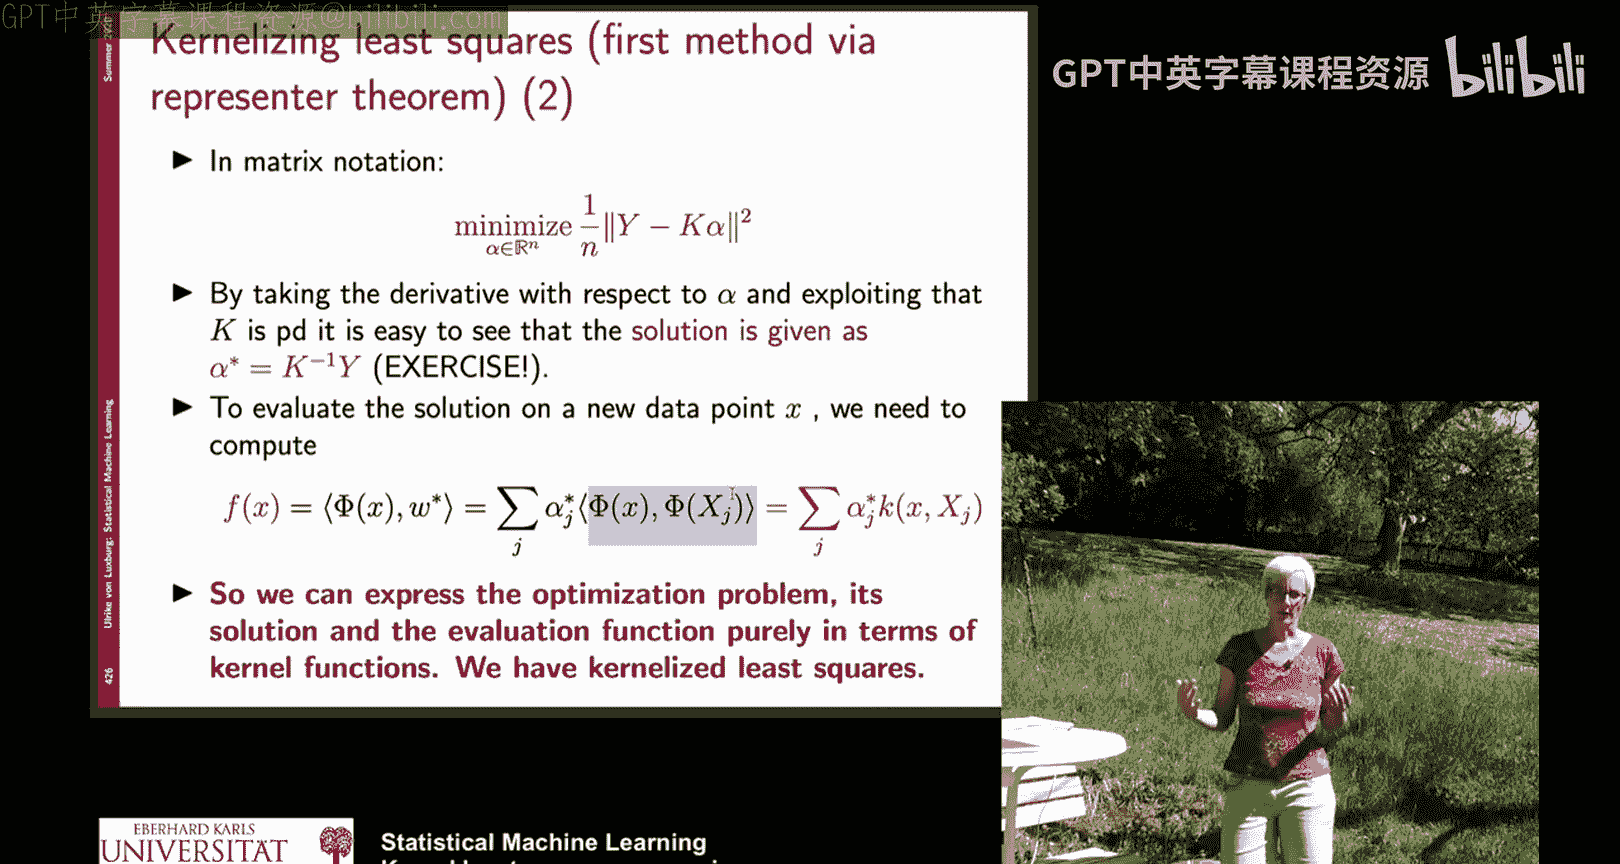 GPT中英字幕课程资源@bilibili.com
GPT中英字幕课程资源 bilibili
Kernelizing least squares (first method via
representer theorem) (2)
▶ In matrix notation:
minimize 1/n ‖Y − Kα‖²
α∈ℝⁿ
▶ By taking the derivative with respect to α and exploiting that
K is pd it is easy to see that the solution is given as
α* = K⁻¹Y (EXERCISE!).
▶ To evaluate the solution on a new data point x , we need to
compute
f(x) = ⟨Φ(x), w*⟩ = ∑_j α*_j⟨Φ(x), Φ(X_j)⟩ = ∑_j α*_j k(x, X_j)
▶ So we can express the optimization problem, its
solution and the evaluation function purely in terms of
kernel functions. We have kernelized least squares.
Summer
Ulrike von Luxburg: Statistical Machine Learning
426
EBERHARD KARLS
UNIVERSITÄT
Statistical Machine Learning